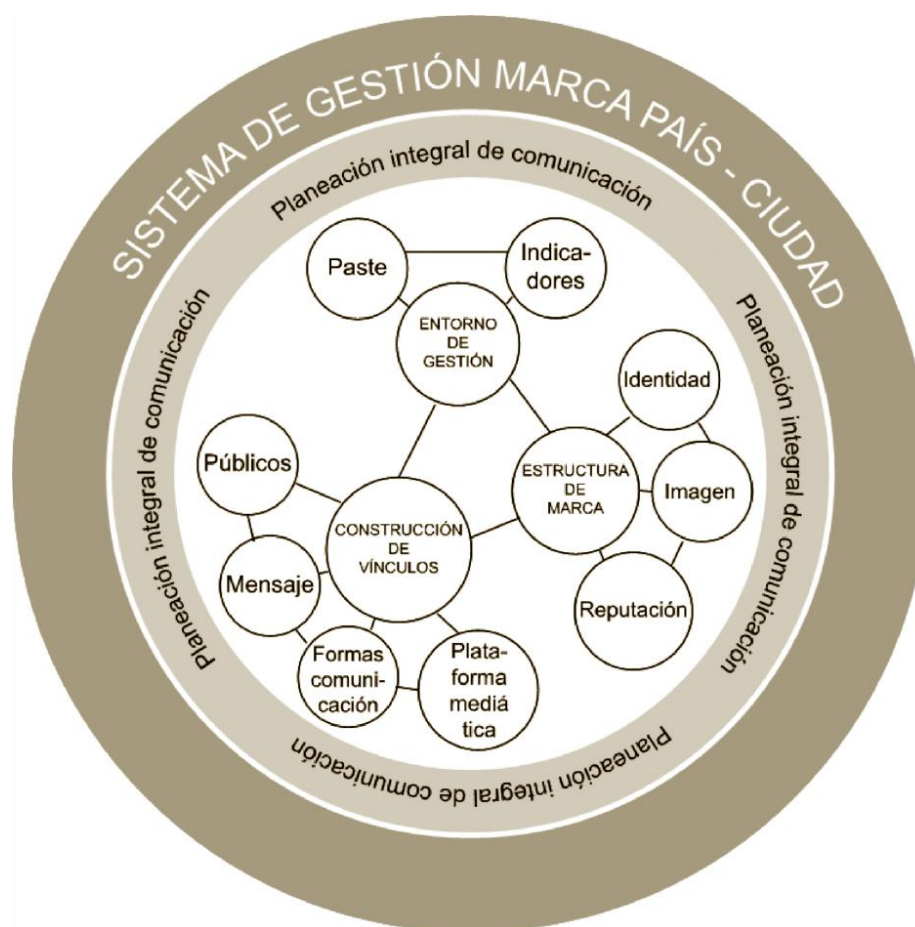 SISTEMA DE GESTIÓN MARCA PAÍS - CIUDAD
Planeación integral de comunicación
Planeación integral de comunicación
Planeación integral de comunicación
Planeación integral de comunicación
Paste
Indica-
dores
ENTORNO
DE
GESTIÓN
Identidad
Públicos
ESTRUCTURA
DE
MARCA
Imagen
CONSTRUCCIÓN
DE
VÍNCULOS
Mensaje
Reputación
Formas
comuni-
cación
Plata-
forma
mediá
tica